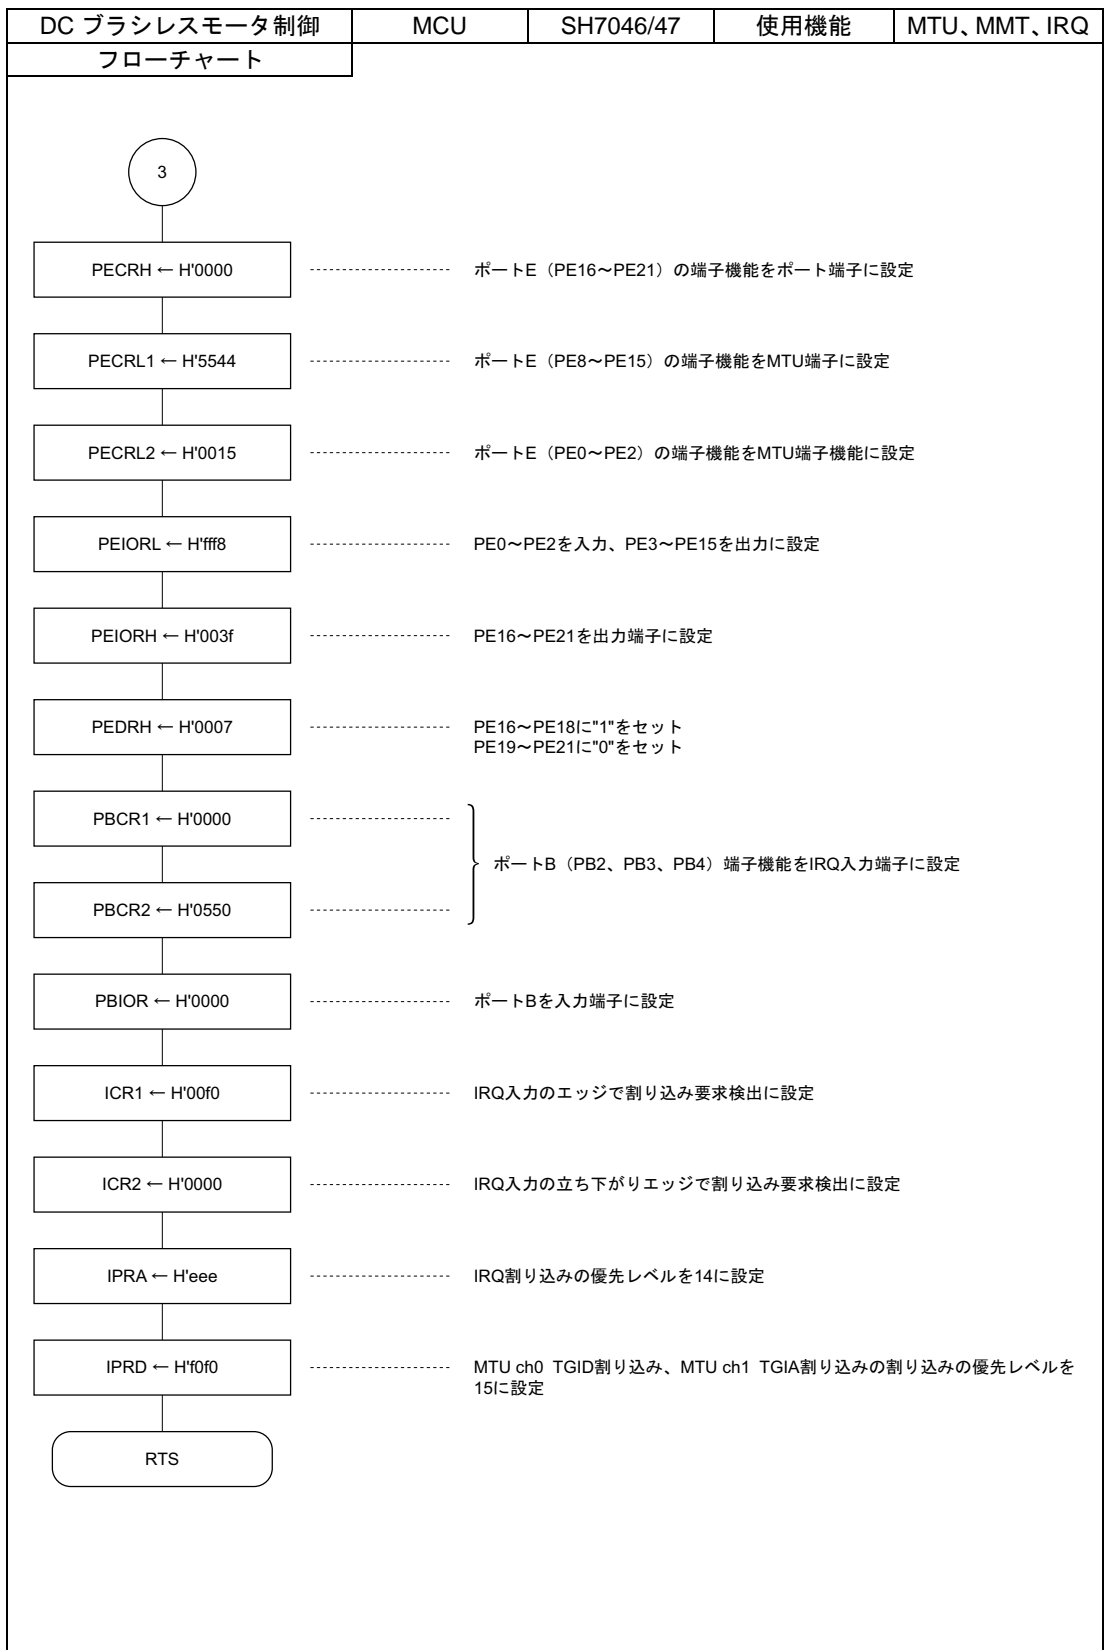 DC ブラシレスモータ制御 MCU SH7046/47 使用機能 MTU、MMT、IRQ
フローチャート
3
PECRH ← H'0000 ポートE（PE16～PE21）の端子機能をポート端子に設定
PECRL1 ← H'5544 ポートE（PE8～PE15）の端子機能をMTU端子に設定
PECRL2 ← H'0015 ポートE（PE0～PE2）の端子機能をMTU端子機能に設定
PEIORL ← H'fff8 PE0～PE2を入力、PE3～PE15を出力に設定
PEIORH ← H'003f PE16～PE21を出力端子に設定
PEDRH ← H'0007 PE16～PE18に"1"をセット
PE19～PE21に"0"をセット
PBCR1 ← H'0000
ポートB（PB2、PB3、PB4）端子機能をIRQ入力端子に設定
PBCR2 ← H'0550
PBIOR ← H'0000 ポートBを入力端子に設定
ICR1 ← H'00f0 IRQ入力のエッジで割り込み要求検出に設定
ICR2 ← H'0000 IRQ入力の立ち下がりエッジで割り込み要求検出に設定
IPRA ← H'eee IRQ割り込みの優先レベルを14に設定
IPRD ← H'f0f0 MTU ch0 TGID割り込み、MTU ch1 TGIA割り込みの割り込みの優先レベルを
15に設定
RTS